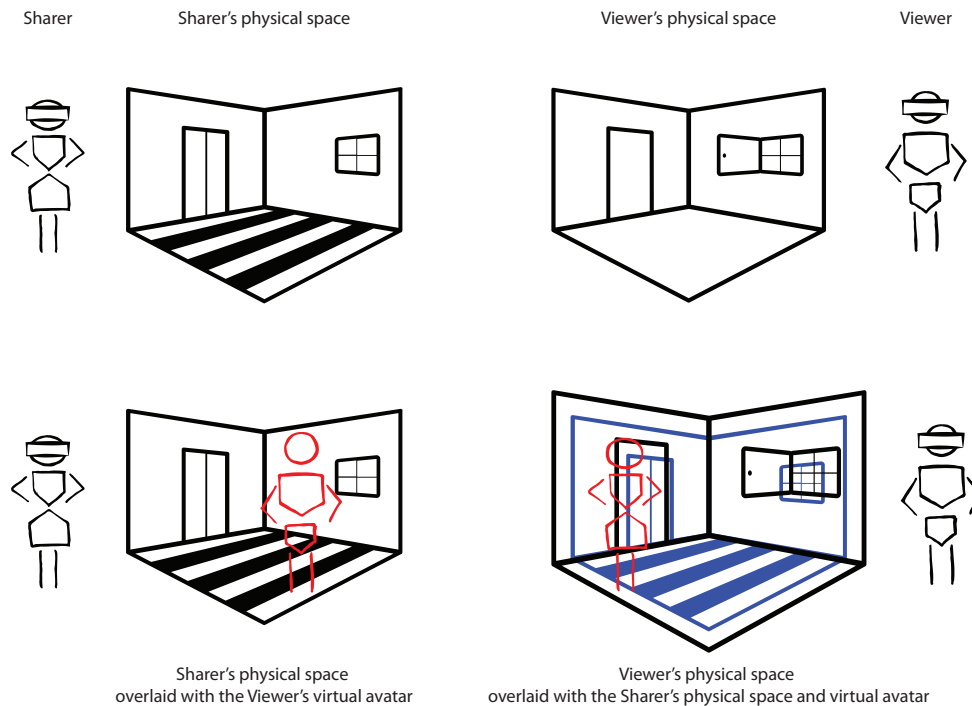 Sharer’s physical space
Sharer
Viewer’s physical space
Viewer
Sharer’s physical space
overlaid with the Viewer’s virtual avatar
Viewer’s physical space
overlaid with the Sharer’s physical space and virtual avatar